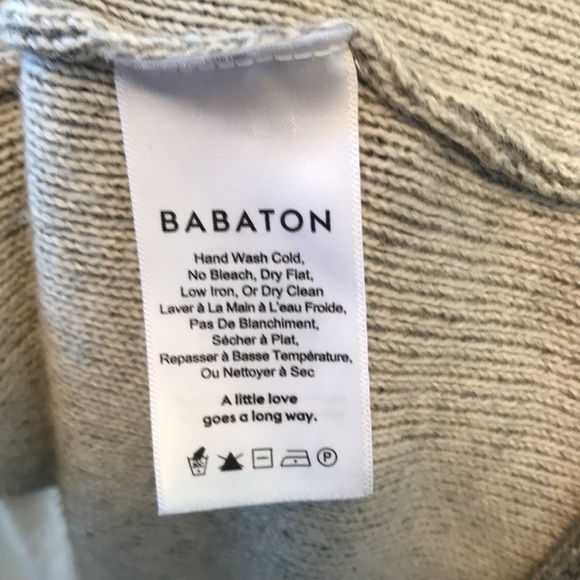 BABATON
Hand Wash Cold,
No Bleach, Dry Flat,
Low Iron, Or Dry Clean
Laver à La Main à L'eau Froide,
Pas De Blanchiment,
Sécher à Plat,
Repasser à Basse Température,
Ou Nettoyer à Sec
A little love
goes a long way.
P